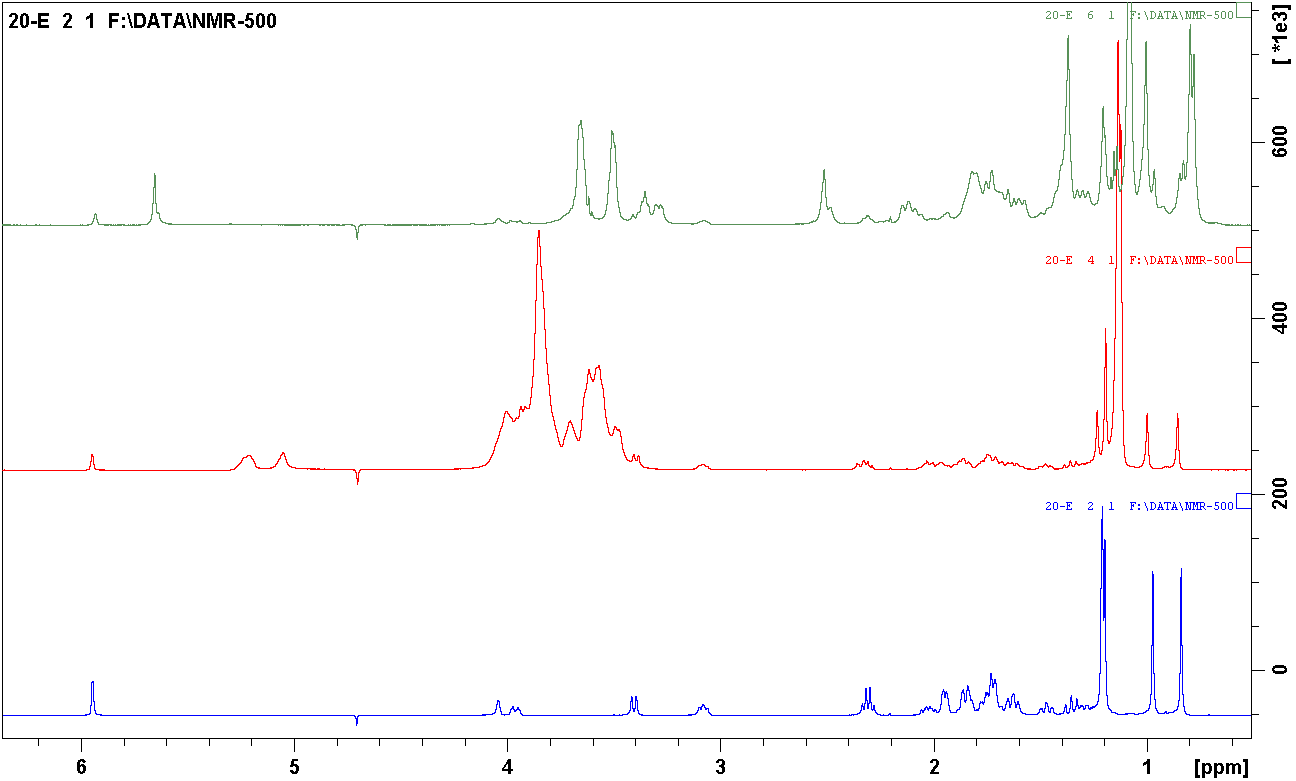 20-E 2 1 F:\DATA\NMR-500
20-E 6 1 F:\DATA\NMR-500
[ *1e3]
600
20-E 4 1 F:\DATA\NMR-500
400
200
20-E 2 1 F:\DATA\NMR-500
0
6 5 4 3 2 1 [ppm]